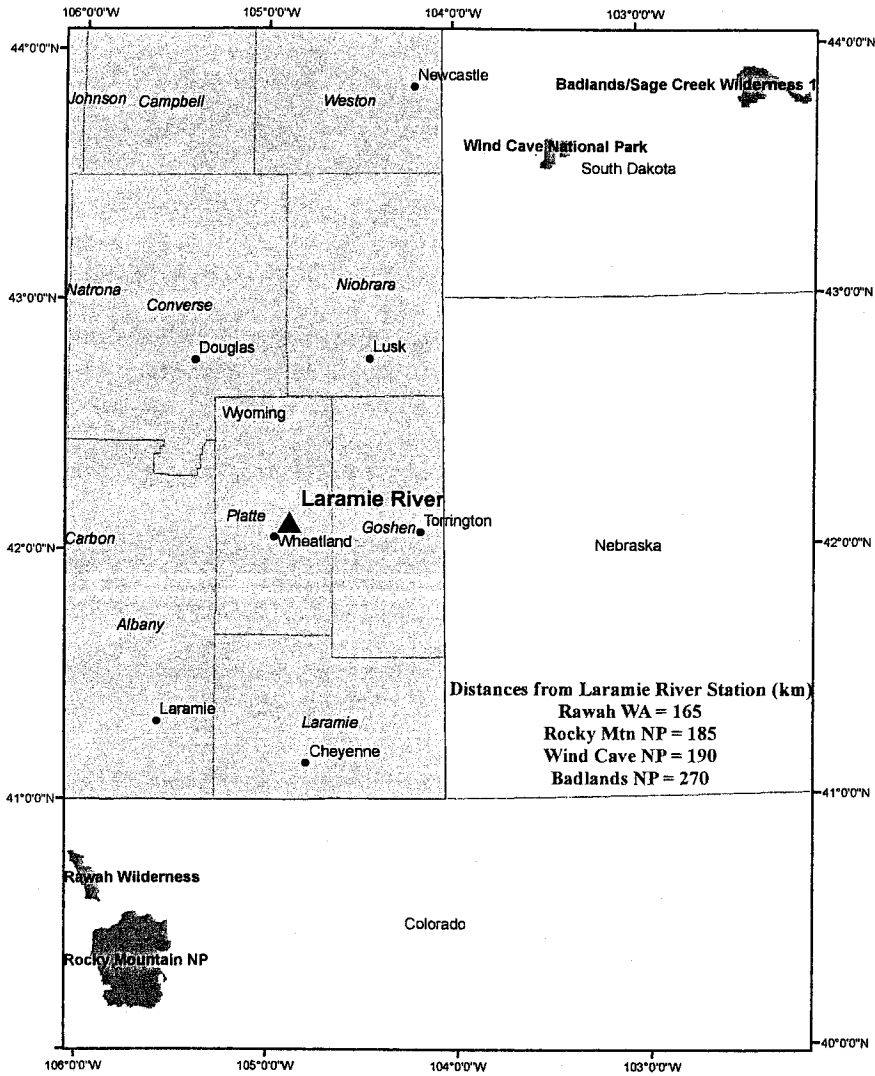 106°0'0"W 105°0'0"W 104°0'0"W 103°0'0"W
44°0'0"N 44°0'0"N
Newcastle
Badlands/Sage Creek Wilderness 1
Johnson Campbell Weston
Wind Cave National Park
South Dakota
Natrona Niobrara
43°0'0"N 43°0'0"N
Converse
Douglas Lusk
Wyoming
Laramie River
Platte Goshen Torrington
Carbon Wheatland Nebraska
42°0'0"N 42°0'0"N
Albany
Distances from Laramie River Station (km)
Rawah WA = 165
Rocky Mtn NP = 185
Wind Cave NP = 190
Badlands NP = 270
Laramie Laramie
Cheyenne
41°0'0"N 41°0'0"N
Rawah Wilderness
Colorado
Rocky Mountain NP
40°0'0"N
106°0'0"W 105°0'0"W 104°0'0"W 103°0'0"W